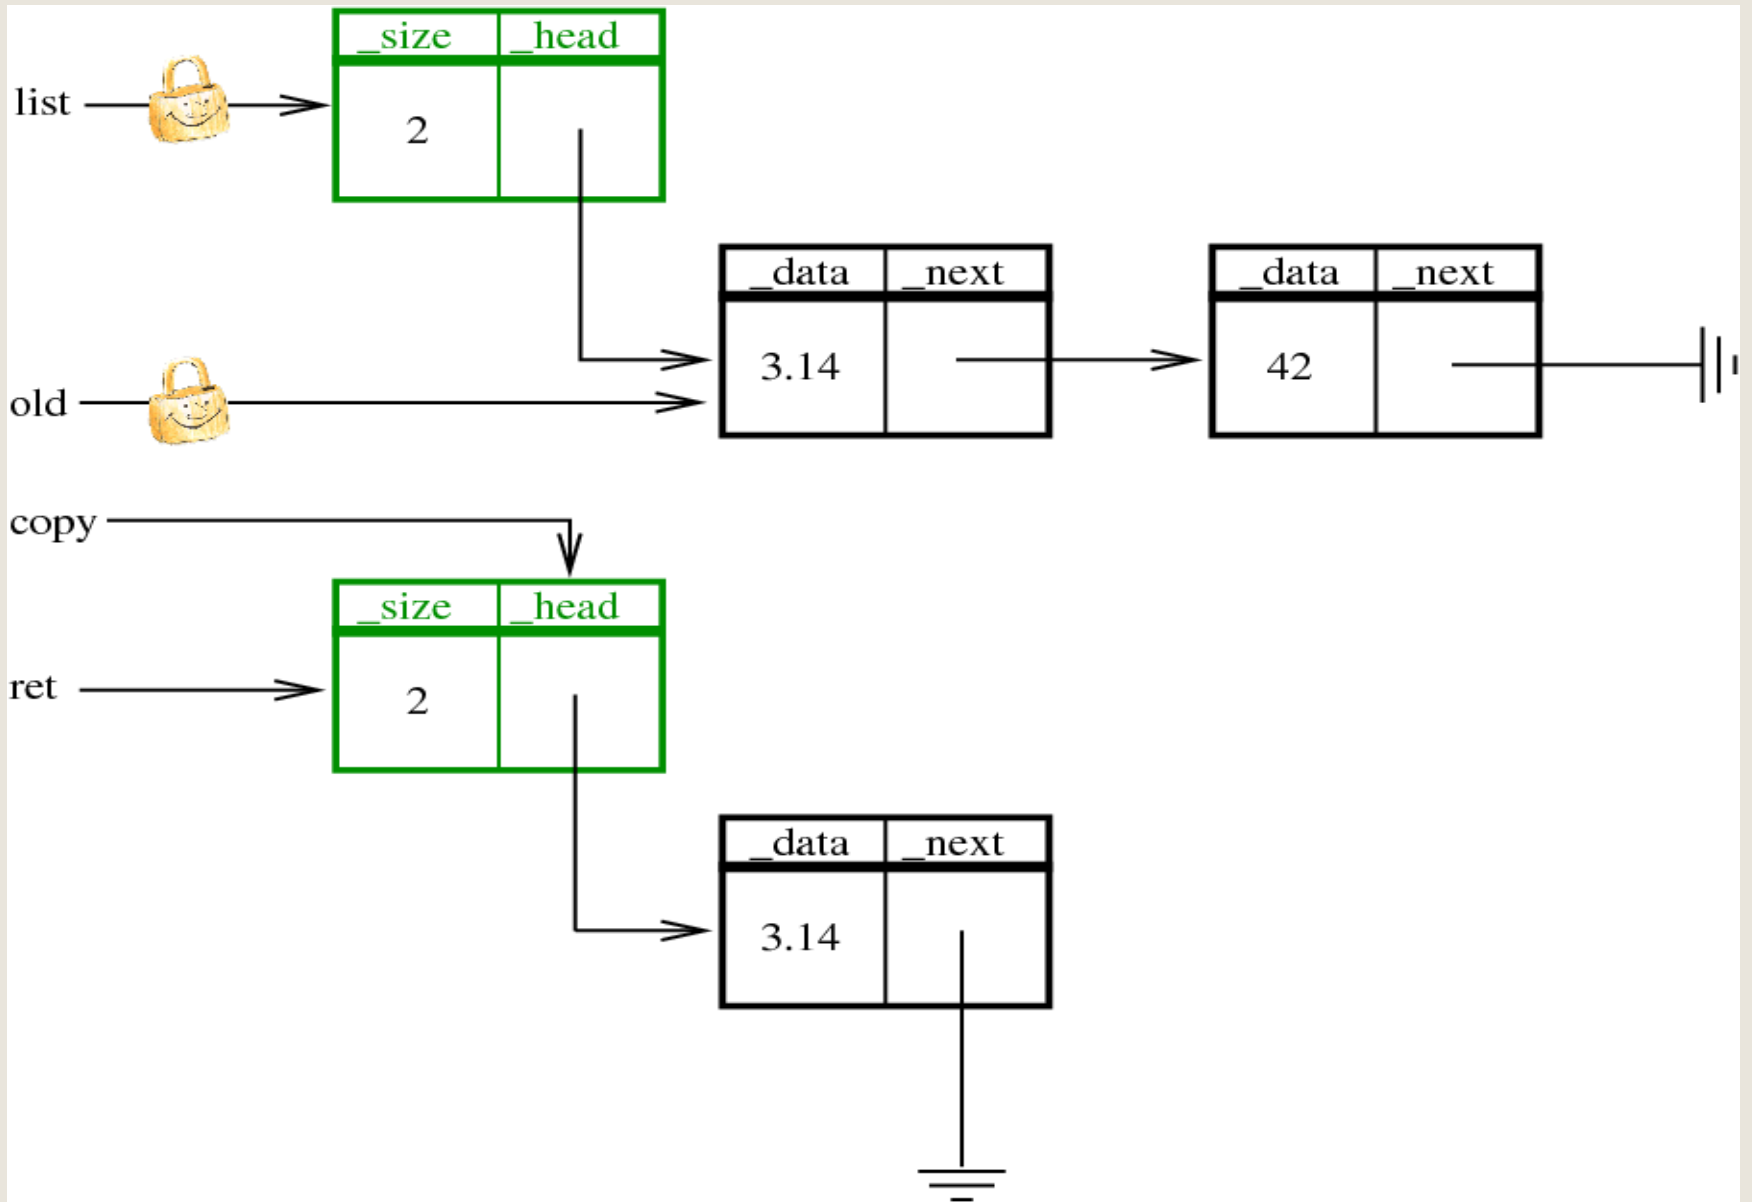 _size _head
list
2
_data _next _data _next
3.14 42
old
copy
_size _head
ret
2
_data _next
3.14